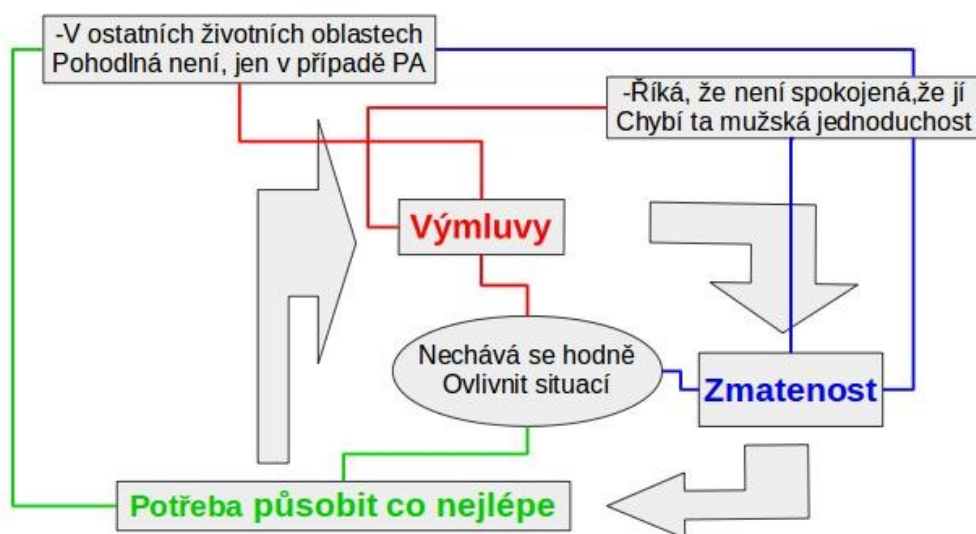 -V ostatních životních oblastech
Pohodlná není, jen v případě PA
-Říká, že není spokojená,že jí
Chybí ta mužská jednoduchost
Výmluvy
Nechává se hodně
Ovlivnit situací
Zmatenost
Potřeba působit co nejlépe